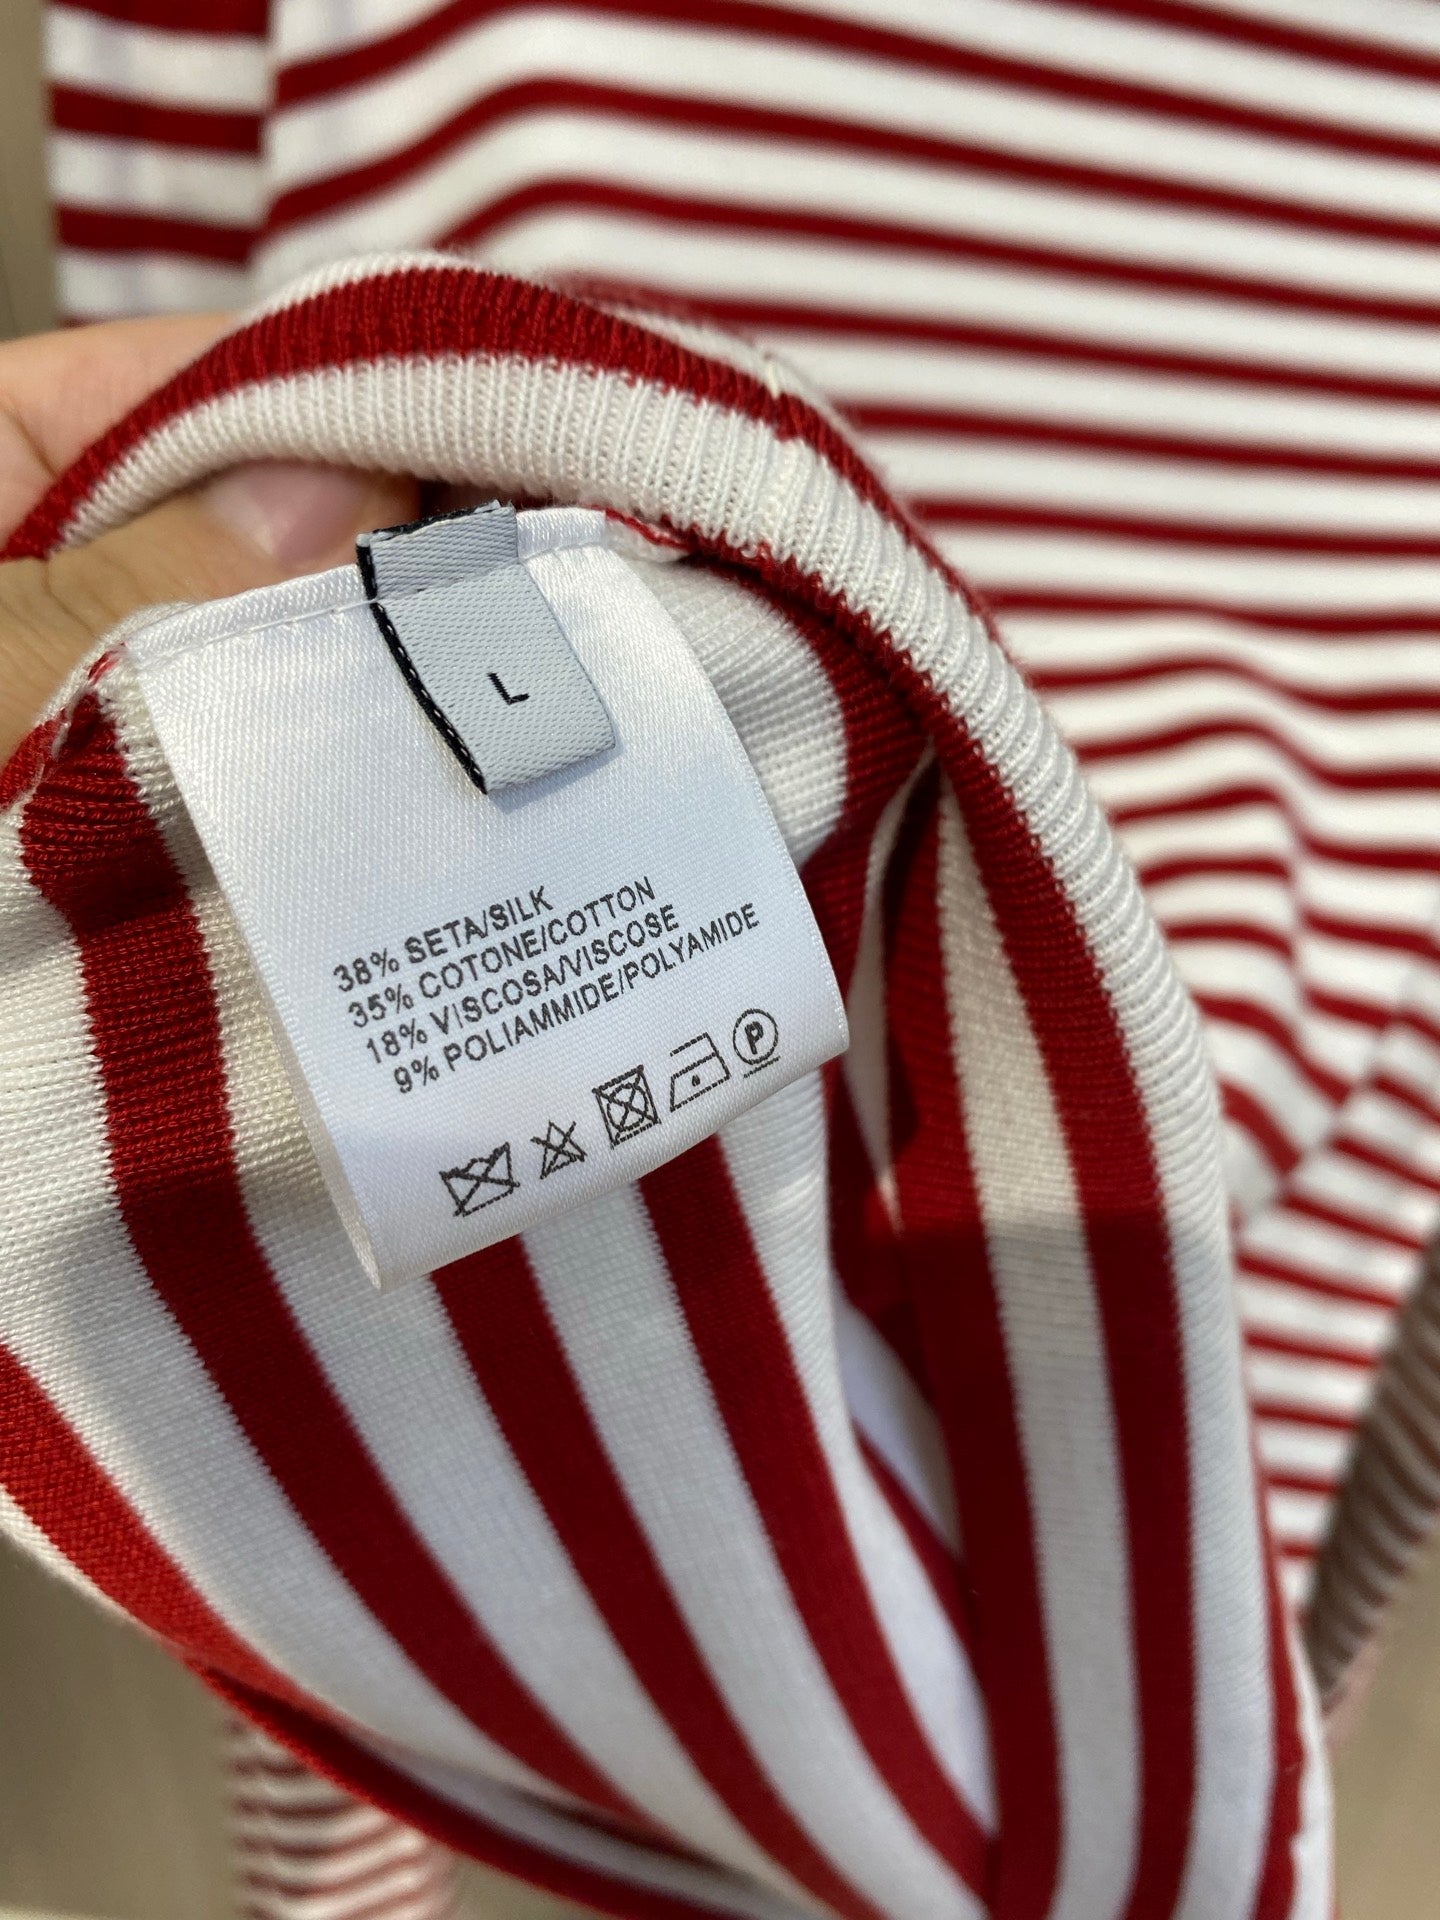 L
38% SETA/SILK
35% COTONE/COTTON
18% VISCOSA/VISCOSE
9% POLIAMMIDE/POLYAMIDE
P